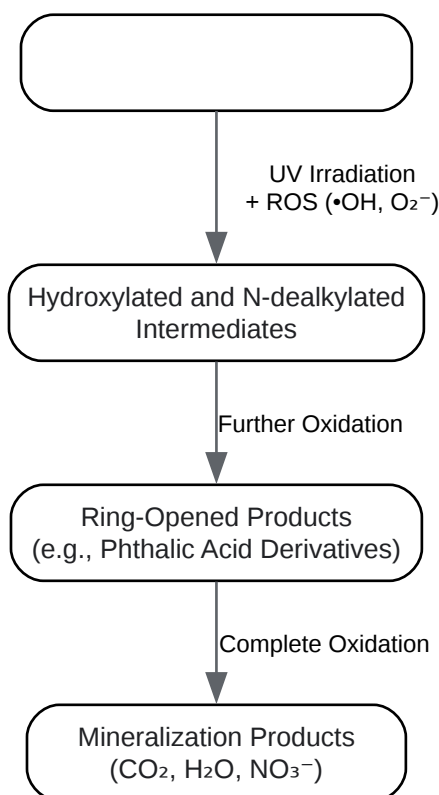 UV Irradiation
+ ROS (•OH, O₂⁻)
Hydroxylated and N-dealkylated
Intermediates
Further Oxidation
Ring-Opened Products
(e.g., Phthalic Acid Derivatives)
Complete Oxidation
Mineralization Products
(CO₂, H₂O, NO₃⁻)